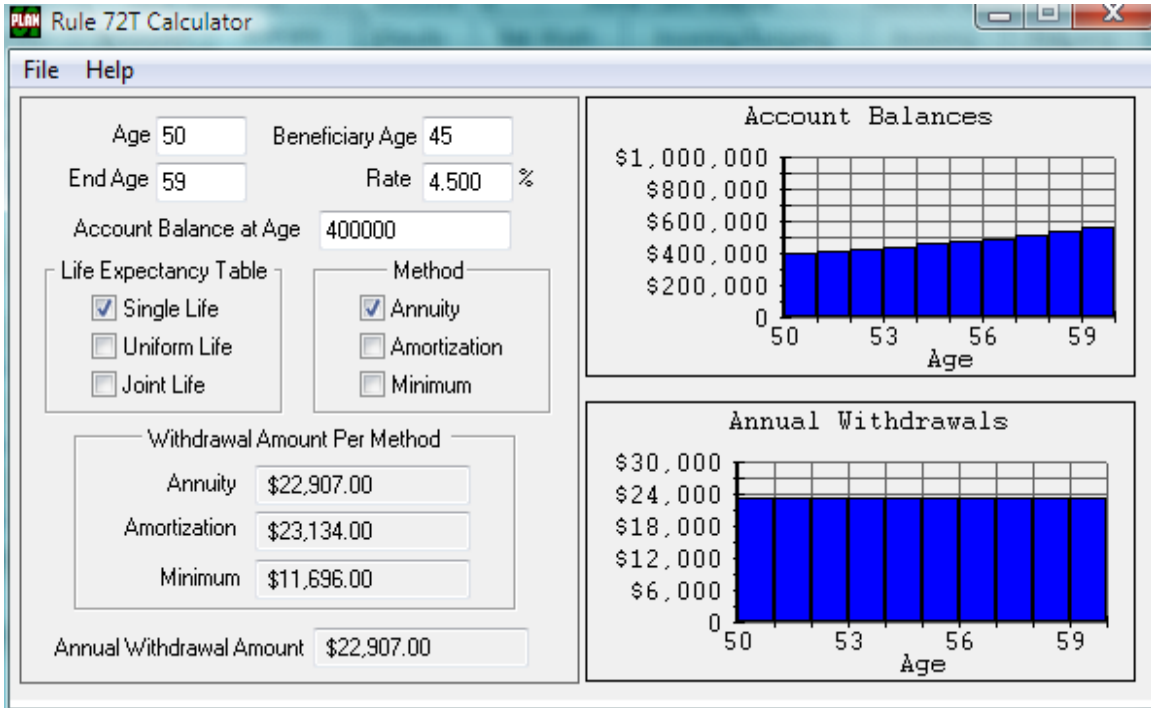 PLAN Rule 72T Calculator
File Help
Age 50 Beneficiary Age 45
End Age 59 Rate 4.500 %
Account Balance at Age 400000
Life Expectancy Table
Single Life
Uniform Life
Joint Life
Method
Annuity
Amortization
Minimum
Withdrawal Amount Per Method
Annuity $22,907.00
Amortization $23,134.00
Minimum $11,696.00
Annual Withdrawal Amount $22,907.00
Account Balances
$1,000,000
$800,000
$600,000
$400,000
$200,000
0
50 53 56 59
Age
Annual Withdrawals
$30,000
$24,000
$18,000
$12,000
$6,000
0
50 53 56 59
Age